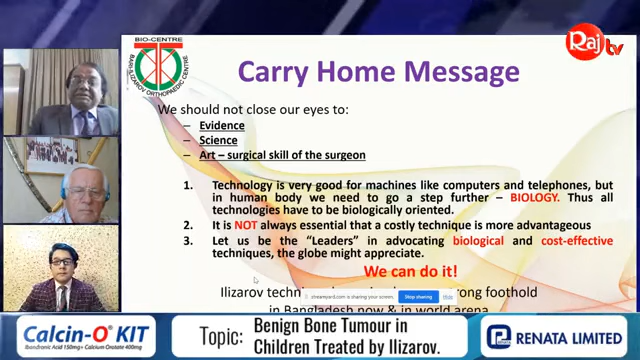 Raj
tv
BIO-CENTRE
BARI-ILIZAROV ORTHOPAEDIC CENTRE
Carry Home Message
We should not close our eyes to:
– Evidence
– Science
– Art – surgical skill of the surgeon
1. Technology is very good for machines like computers and telephones, but
in human body we need to go a step further – BIOLOGY. Thus all
technologies have to be biologically oriented.
2. It is NOT always essential that a costly technique is more advantageous
3. Let us be the “Leaders” in advocating biological and cost-effective
techniques, the globe might appreciate.
We can do it!
Ilizarov techni
ong foothold
streamyard.com is sharing your screen.
Stop sharing
Hide
in Bangladesh now & in world arena
Calcin-O® KIT
Ibandronic Acid 150mg+ Calcium Orotate 400mg
Topic:
Benign Bone Tumour in
Children Treated by Ilizarov.
RENATA LIMITED